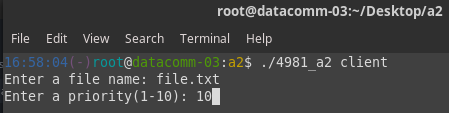 root@datacomm-03:~/Desktop/a2
File Edit View Search Terminal Help
16:58:04(-)root@datacomm-03:a2$ ./4981_a2 client
Enter a file name: file.txt
Enter a priority(1-10): 10